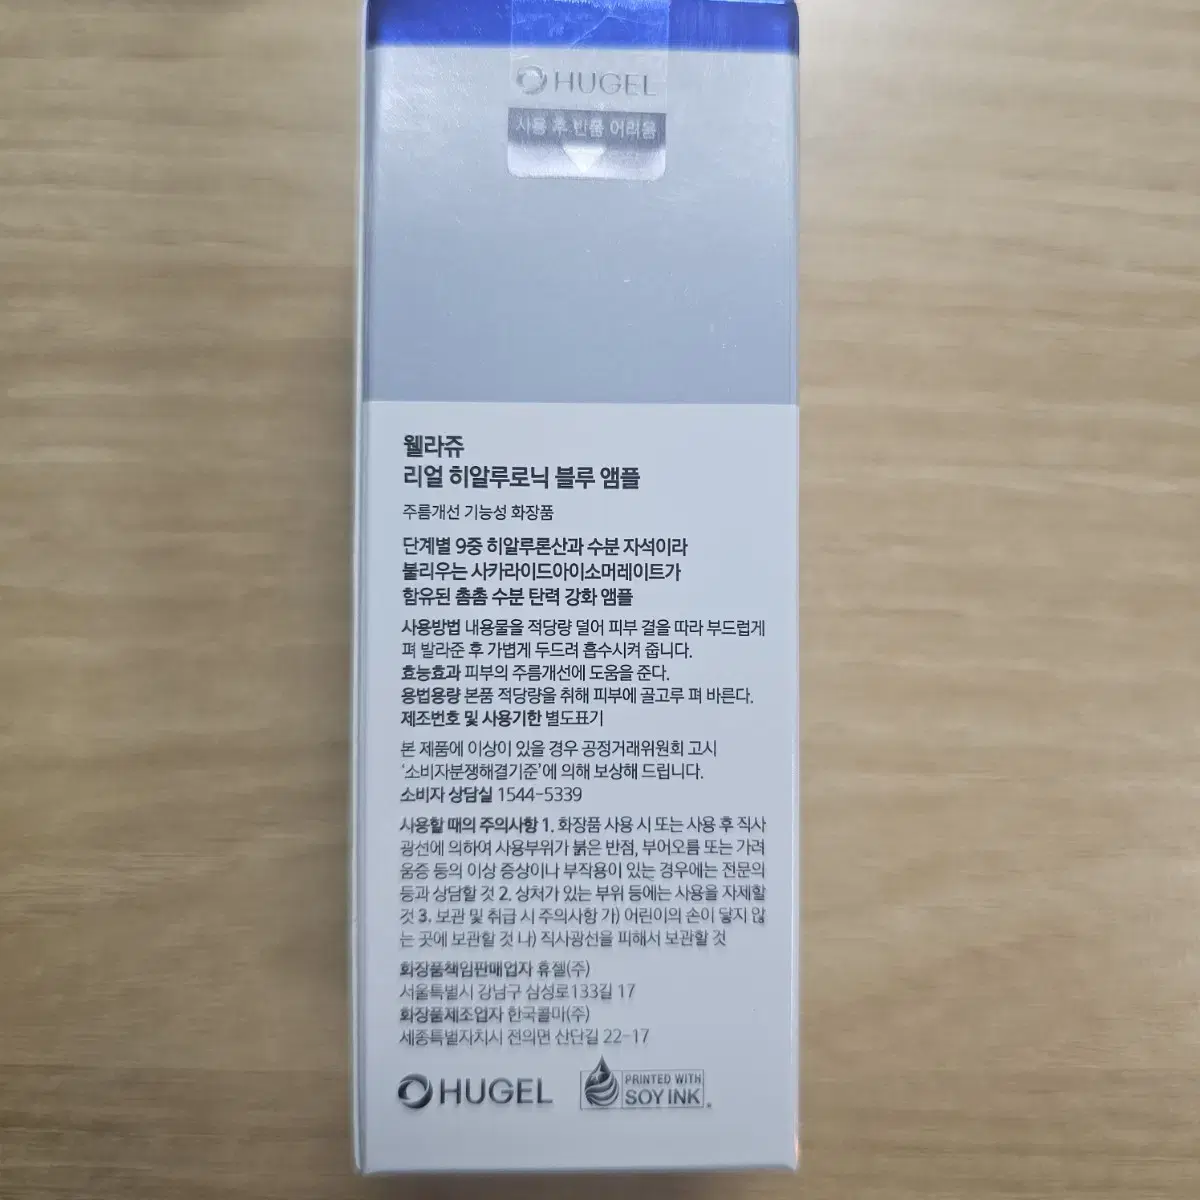 HUGEL
사용 후 반품 어려움
웰라쥬
리얼 히알루로닉 블루 앰플
주름개선 기능성 화장품
단계별 9중 히알루론산과 수분 자석이라
불리우는 사카라이드아이소머레이트가
함유된 촘촘 수분 탄력 강화 앰플
사용방법 내용물을 적당량 덜어 피부 결을 따라 부드럽게
펴 발라준 후 가볍게 두드려 흡수시켜 줍니다.
효능효과 피부의 주름개선에 도움을 준다.
용법용량 본품 적당량을 취해 피부에 골고루 펴 바른다.
제조번호 및 사용기한 별도표기
본 제품에 이상이 있을 경우 공정거래위원회 고시
'소비자분쟁해결기준'에 의해 보상해 드립니다.
소비자 상담실 1544-5339
사용할 때의 주의사항 1. 화장품 사용 시 또는 사용 후 직사
광선에 의하여 사용부위가 붉은 반점, 부어오름 또는 가려
움증 등의 이상 증상이나 부작용이 있는 경우에는 전문의
등과 상담할 것 2. 상처가 있는 부위 등에는 사용을 자제할
것 3. 보관 및 취급 시 주의사항 가) 어린이의 손이 닿지 않
는 곳에 보관할 것 나) 직사광선을 피해서 보관할 것
화장품책임판매업자 휴젤(주)
서울특별시 강남구 삼성로133길 17
화장품제조업자 한국콜마(주)
세종특별자치시 전의면 산단길 22-17
HUGEL
PRINTED WITH
SOY INK